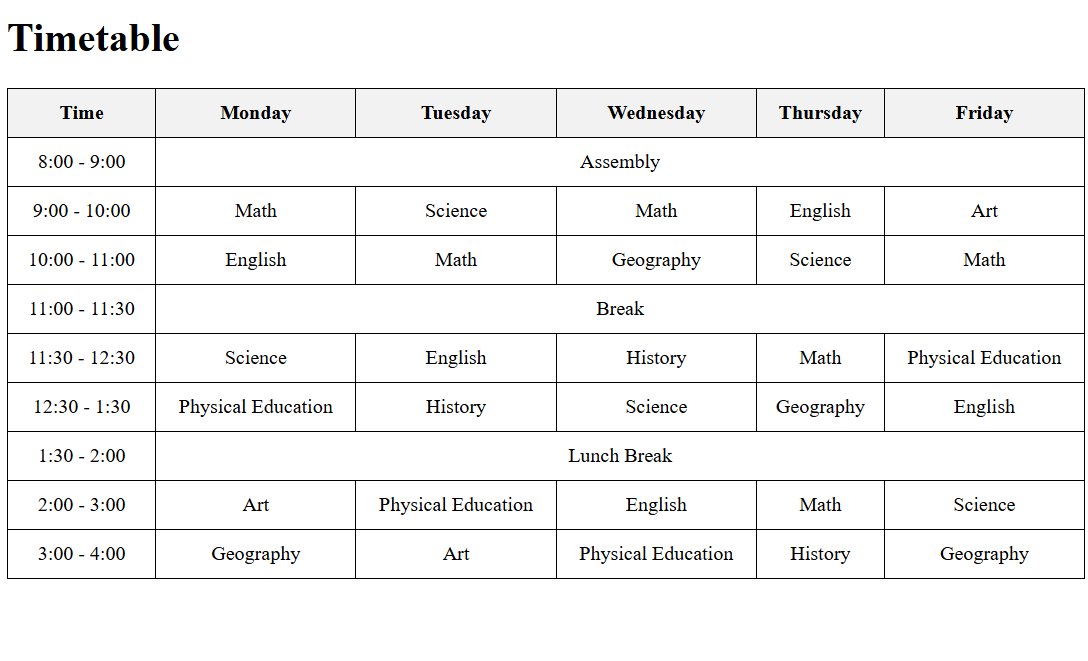 Timetable
Time Monday Tuesday Wednesday Thursday Friday
8:00 - 9:00 Assembly
9:00 - 10:00 Math Science Math English Art
10:00 - 11:00 English Math Geography Science Math
11:00 - 11:30 Break
11:30 - 12:30 Science English History Math Physical Education
12:30 - 1:30 Physical Education History Science Geography English
1:30 - 2:00 Lunch Break
2:00 - 3:00 Art Physical Education English Math Science
3:00 - 4:00 Geography Art Physical Education History Geography